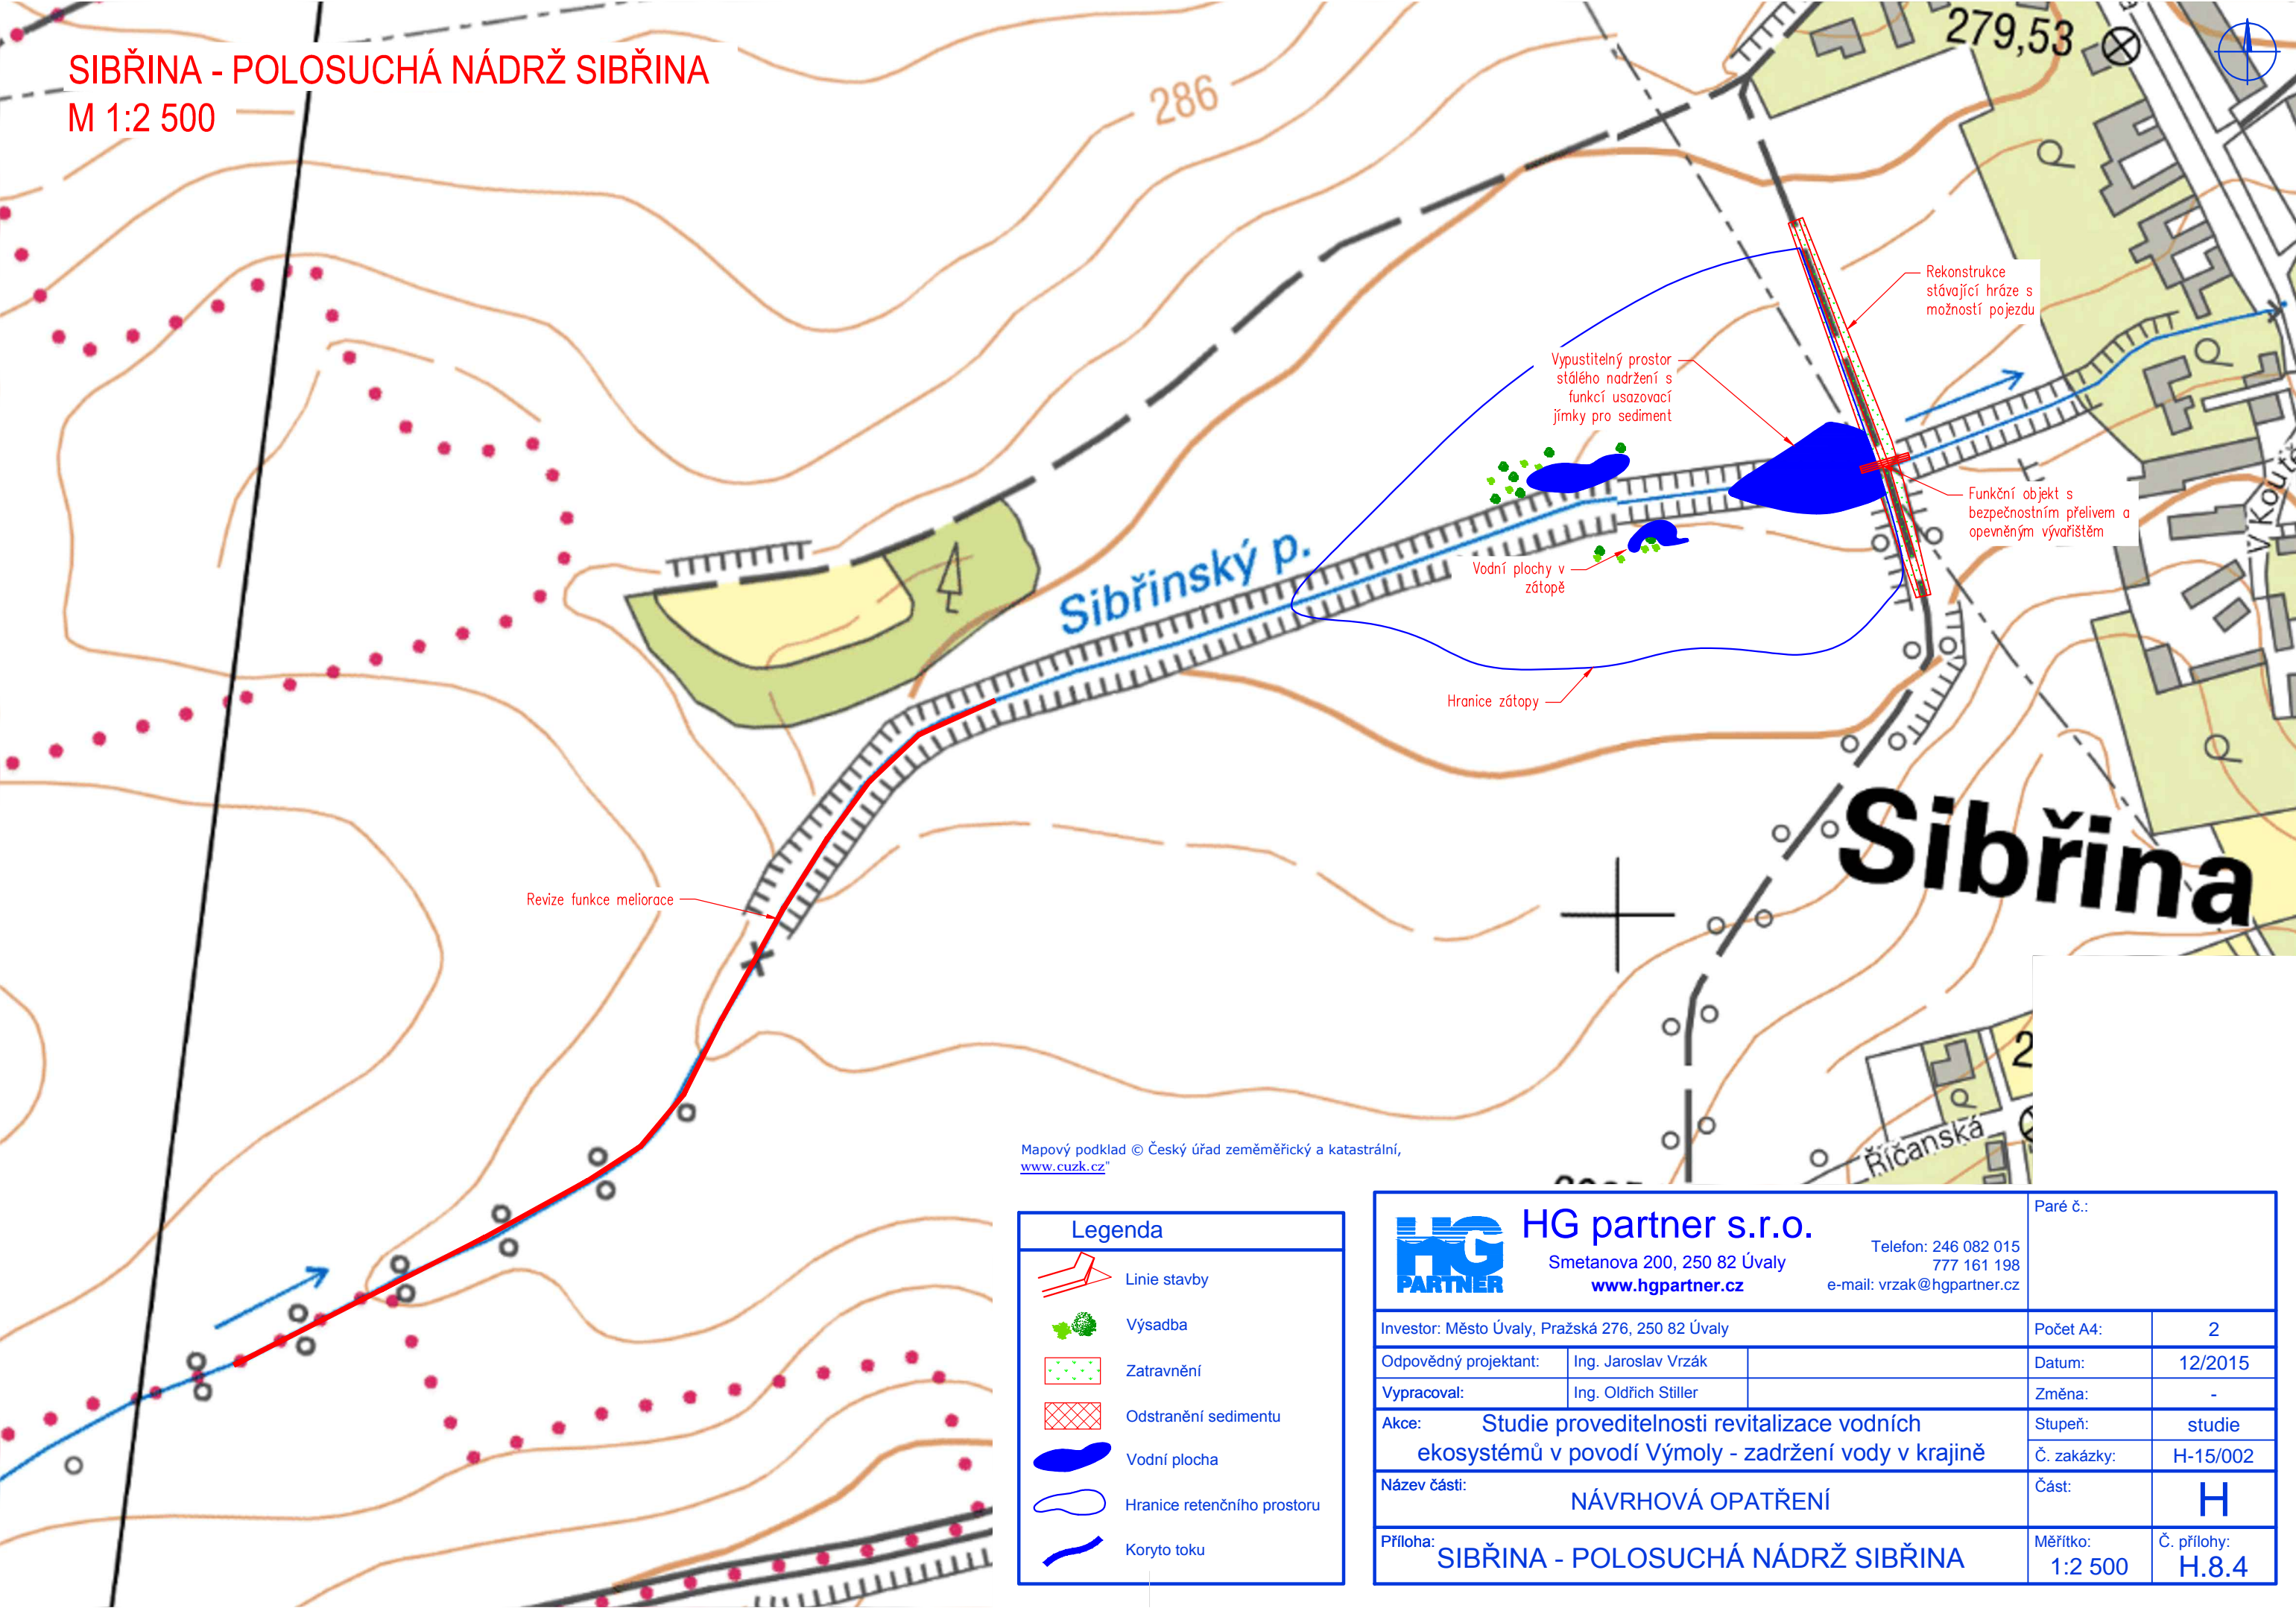 SIBŘINA - POLOSUCHÁ NÁDRŽ SIBŘINA
M 1:2 500
279,53
286
Rekonstrukce
stávající hráze s
možností pojezdu
Vypustitelný prostor
stálého nadržení s
funkcí usazovací
jímky pro sediment
Funkční objekt s
bezpečnostním přelivem a
opevněným vývařištěm
Sibřinský p.
Vodní plochy v
zátopě
Hranice zátopy
Sibřina
Revize funkce meliorace
Říčanská
Mapový podklad © Český úřad zeměměřický a katastrální,
www.cuzk.cz"
Legenda
Linie stavby
Výsadba
Zatravnění
Odstranění sedimentu
Vodní plocha
Hranice retenčního prostoru
Koryto toku
HG
PARTNER
HG partner s.r.o.
Smetanova 200, 250 82 Úvaly
www.hgpartner.cz
Telefon: 246 082 015
777 161 198
e-mail: vrzak@hgpartner.cz
Paré č.:
Investor: Město Úvaly, Pražská 276, 250 82 Úvaly
Počet A4: 2
Odpovědný projektant: Ing. Jaroslav Vrzák
Datum: 12/2015
Vypracoval: Ing. Oldřich Stiller
Změna: -
Akce: Studie proveditelnosti revitalizace vodních
ekosystémů v povodí Výmoly - zadržení vody v krajině
Stupeň: studie
Č. zakázky: H-15/002
Název části:
NÁVRHOVÁ OPATŘENÍ
Část: H
Příloha: SIBŘINA - POLOSUCHÁ NÁDRŽ SIBŘINA
Měřítko:
1:2 500
Č. přílohy:
H.8.4